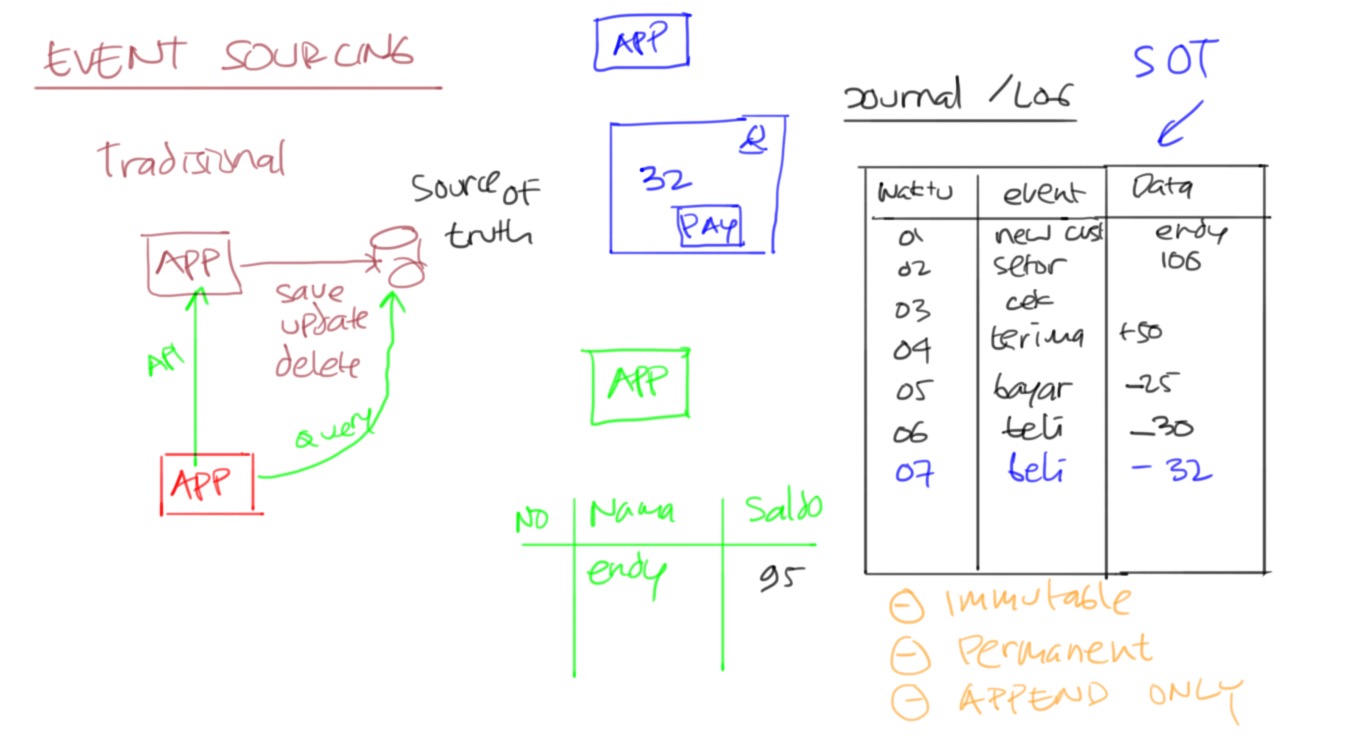 EVENT SOURCING
Tradisional
APP
save
update
delete
Source of
truth
API
Query
APP
APP
32
PAY
APP
NO Nama Saldo
endy 95
Journal / LOG
SOT
Waktu event Data
01 new cust endy
02 setor 100
03 cek
04 terima +50
05 bayar -25
06 beli -30
07 beli - 32
Immutable
Permanent
APPEND ONLY